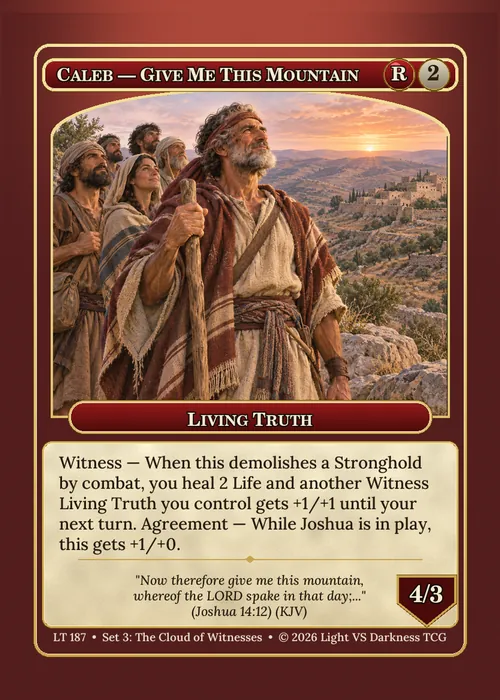 Caleb — Give Me This Mountain R 2
Living Truth
Witness — When this demolishes a Stronghold
by combat, you heal 2 Life and another Witness
Living Truth you control gets +1/+1 until your
next turn. Agreement — While Joshua is in play,
this gets +1/+0.
"Now therefore give me this mountain,
whereof the LORD spake in that day;..."
(Joshua 14:12) (KJV)
4/3
LT 187 • Set 3: The Cloud of Witnesses • © 2026 Light VS Darkness TCG